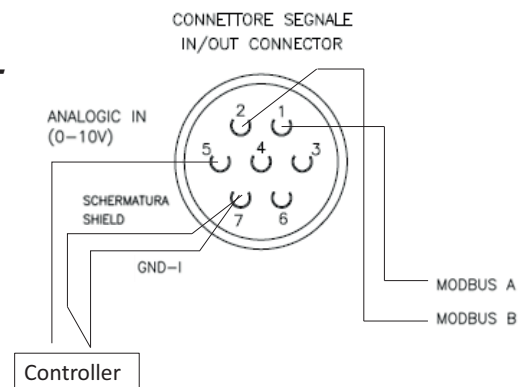 CONNETTORE SEGNALE
IN/OUT CONNECTOR
ANALOGIC IN
(0-10V)
2
1
5
4
3
SCHERMATURA
SHIELD
7
6
GND-I
MODBUS A
MODBUS B
Controller